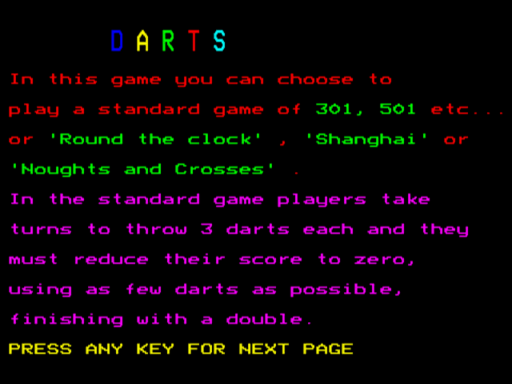 DARTS
In this game you can choose to
play a standard game of 301, 501 etc...
or 'Round the clock' , 'Shanghai' or
'Noughts and Crosses' .
In the standard game players take
turns to throw 3 darts each and they
must reduce their score to zero,
using as few darts as possible,
finishing with a double.
PRESS ANY KEY FOR NEXT PAGE